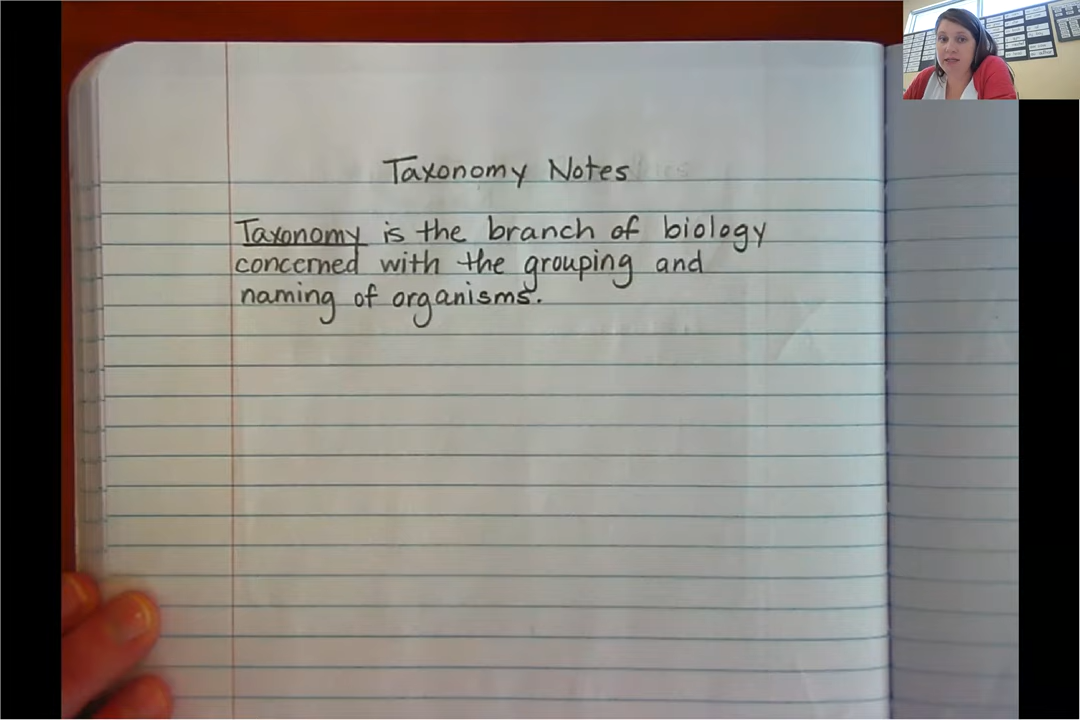 Taxonomy Notes
Taxonomy is the branch of biology
concerned with the grouping and
naming of organisms.